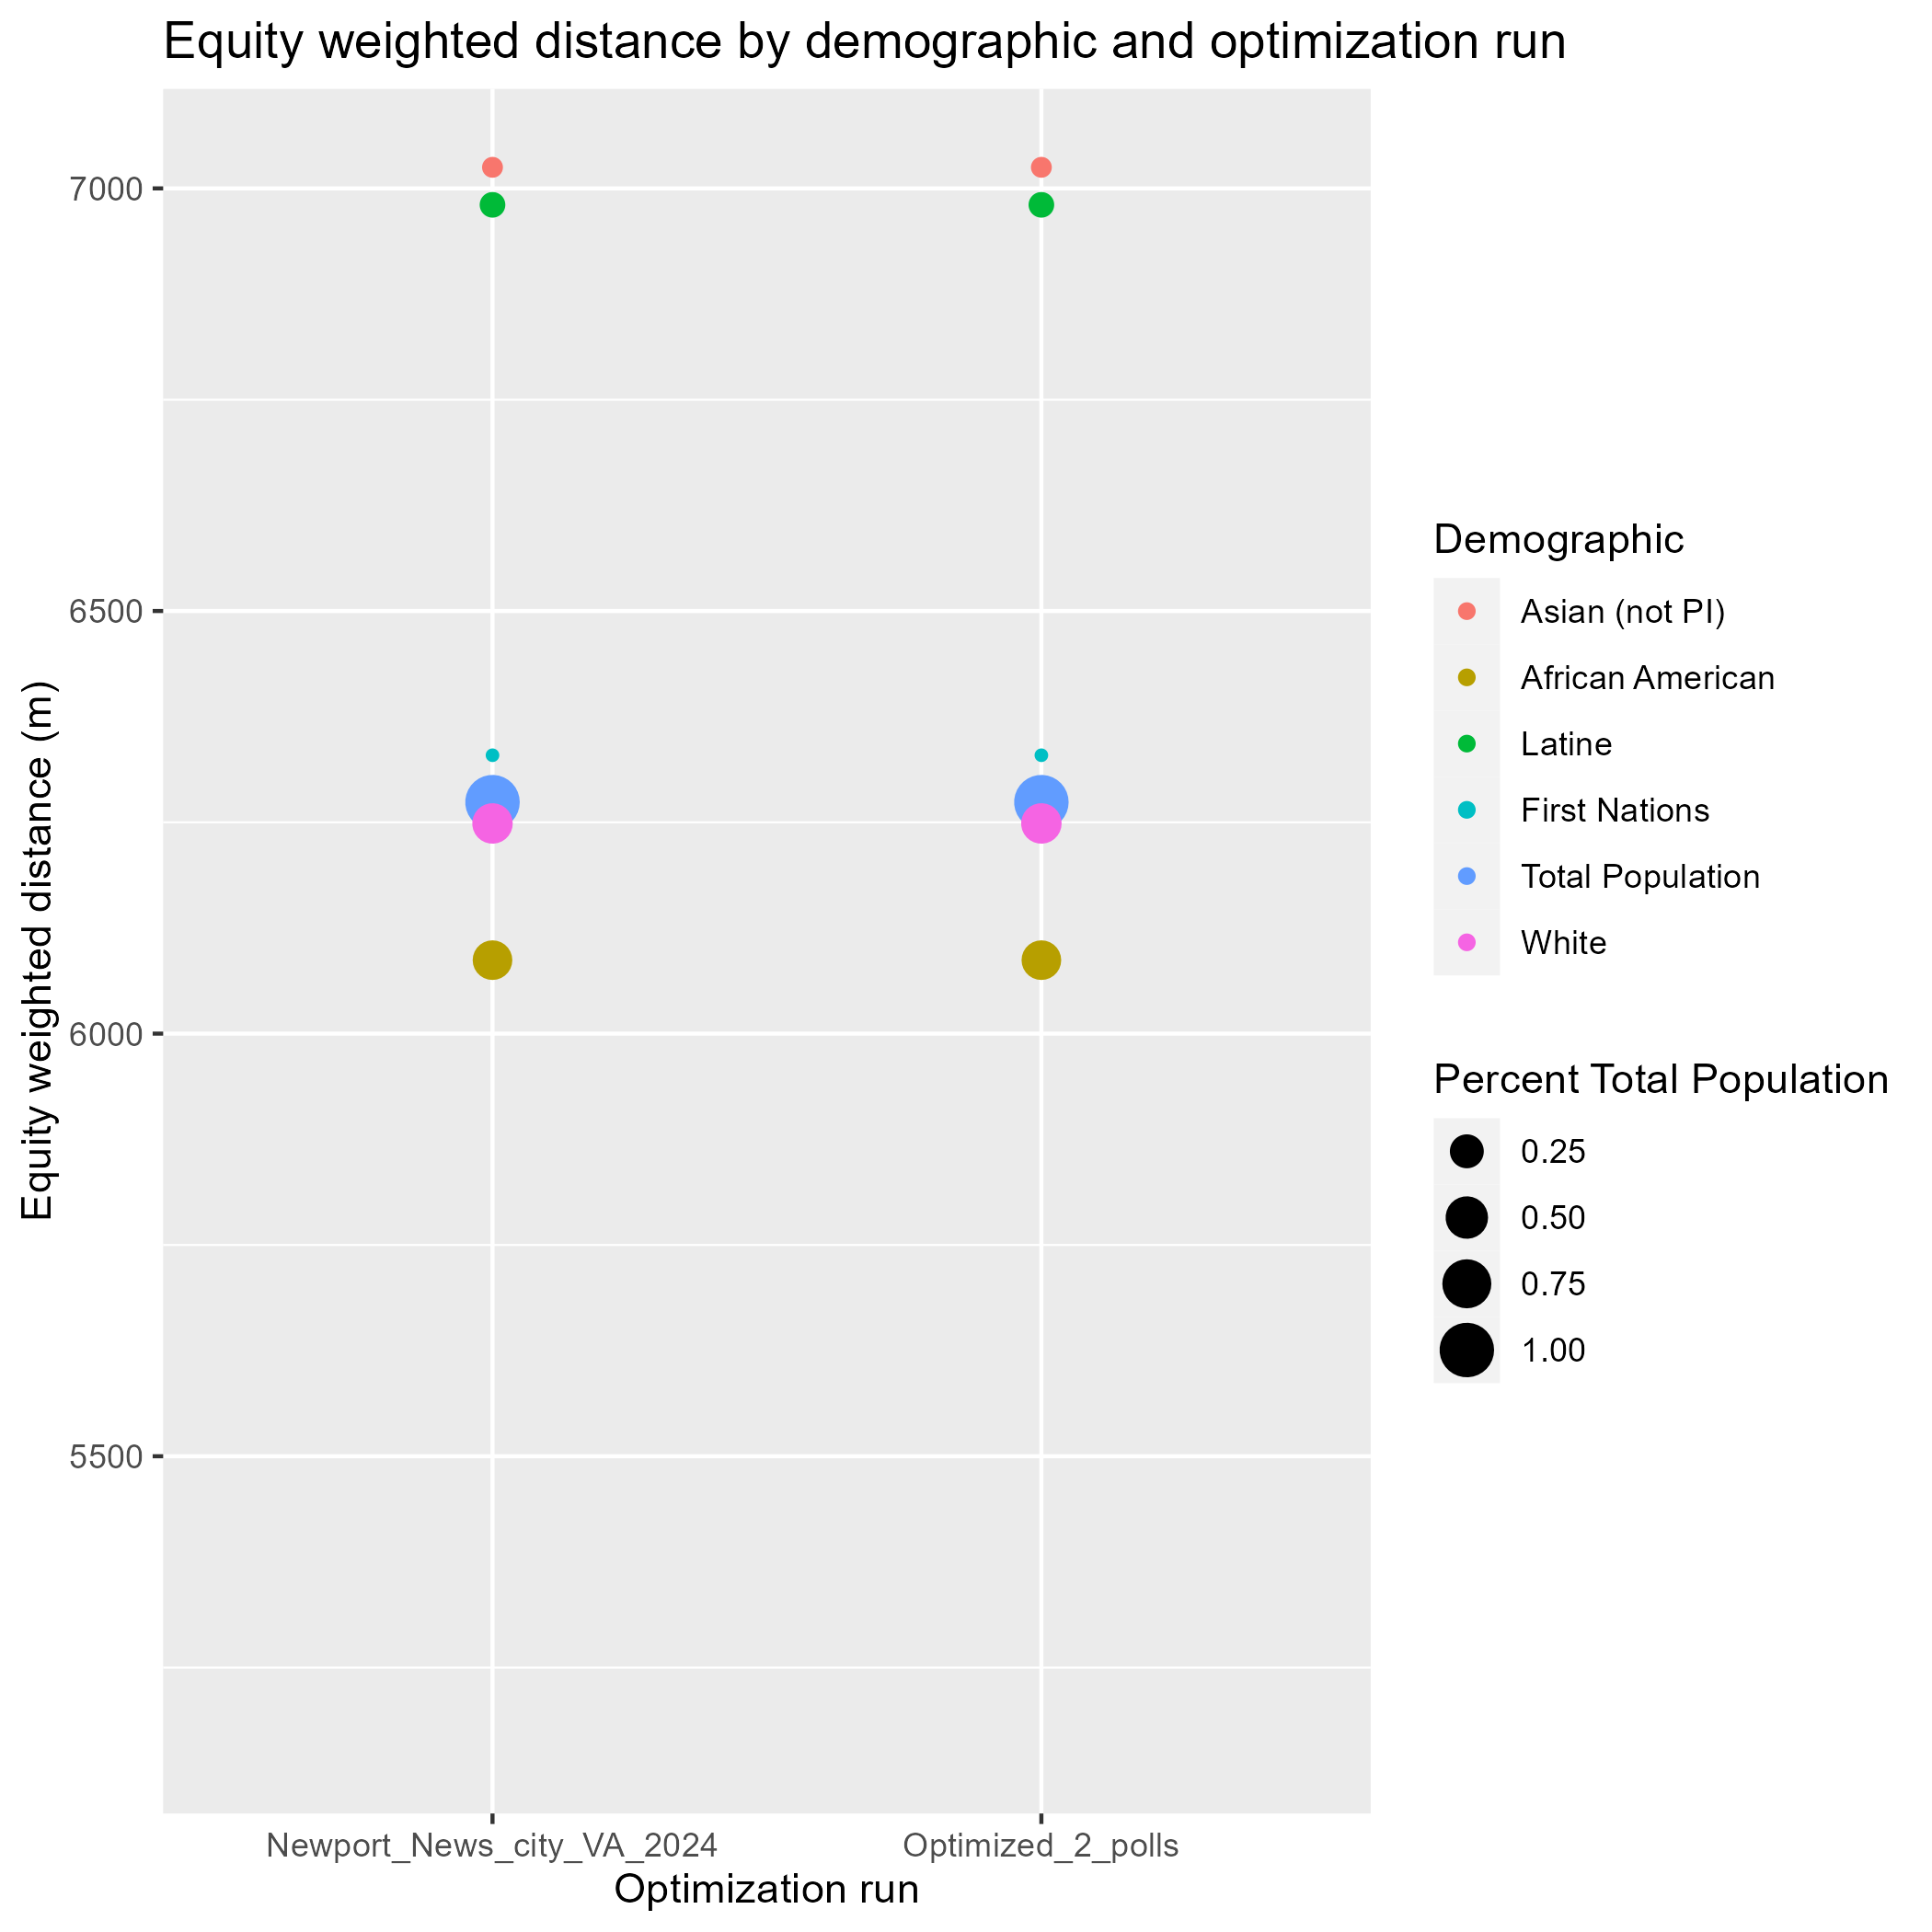 Equity weighted distance by demographic and optimization run
Equity weighted distance (m)
7000
6500
6000
5500
Newport_News_city_VA_2024
Optimized_2_polls
Optimization run
Demographic
Asian (not PI)
African American
Latine
First Nations
Total Population
White
Percent Total Population
0.25
0.50
0.75
1.00